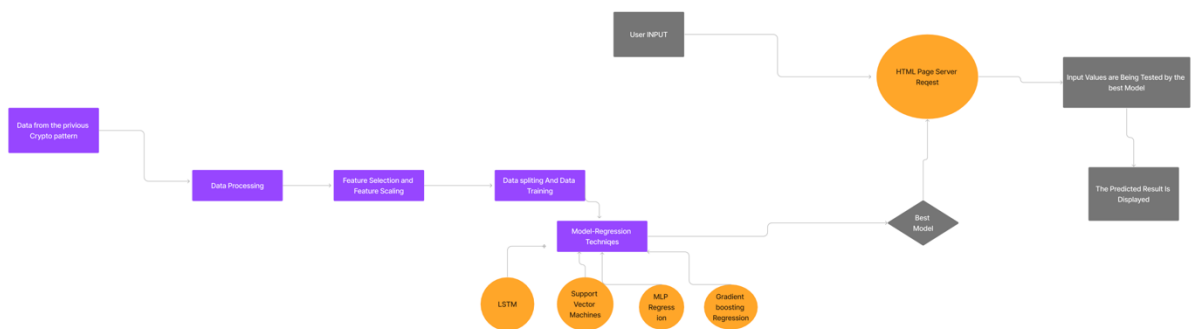 User INPUT
HTML Page Server
Reqest
Input Values are Being Tested by the
best Model
Data from the privious
Crypto pattern
Data Processing
Feature Selection and
Feature Scaling
Data spliting And Data
Training
The Predicted Result Is
Displayed
Best
Model
Model-Regression
Techniqes
LSTM
Support
Vector
Machines
MLP
Regress
ion
Gradient
boosting
Regression